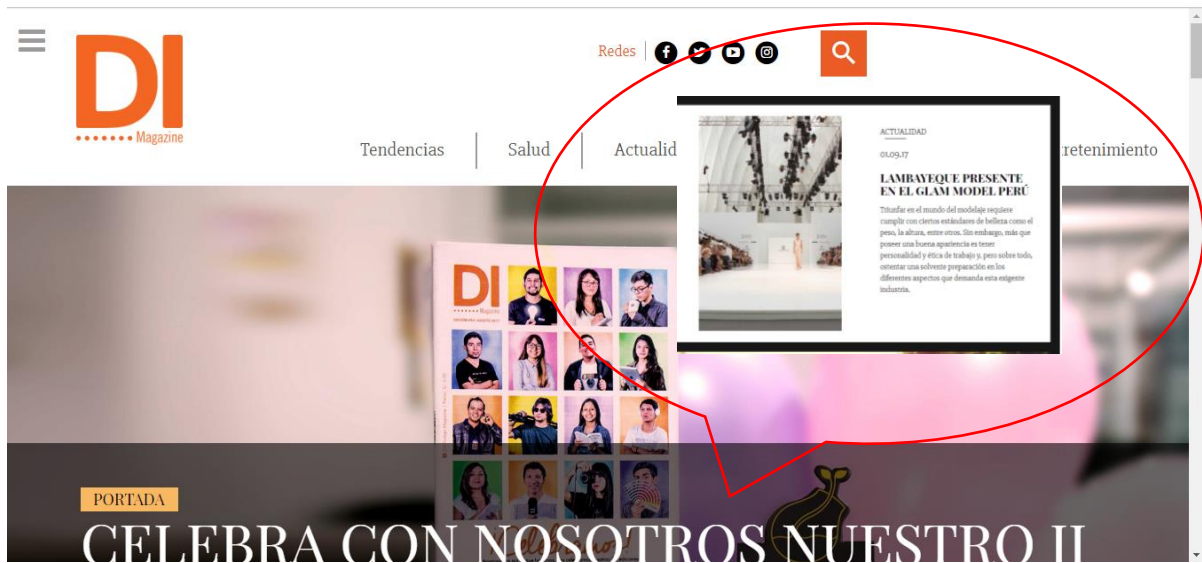 DI
Magazine
Redes
Tendencias
Salud
Actualid
tretenimiento
ACTUALIDAD
01.09.17
LAMBAYEQUE PRESENTE
EN EL GLAM MODEL PERÚ
Triunfar en el mundo del modelaje requiere
cumplir con ciertos estándares de belleza como el
peso, la altura, entre otros. Sin embargo, más que
poseer una buena apariencia es tener
personalidad y ética de trabajo y, pero sobre todo,
ostentar una solvente preparación en los
diferentes aspectos que demanda esta exigente
industria.
DI
Magazine
PORTADA
CELEBRA CON NOSOTROS NUESTRO II